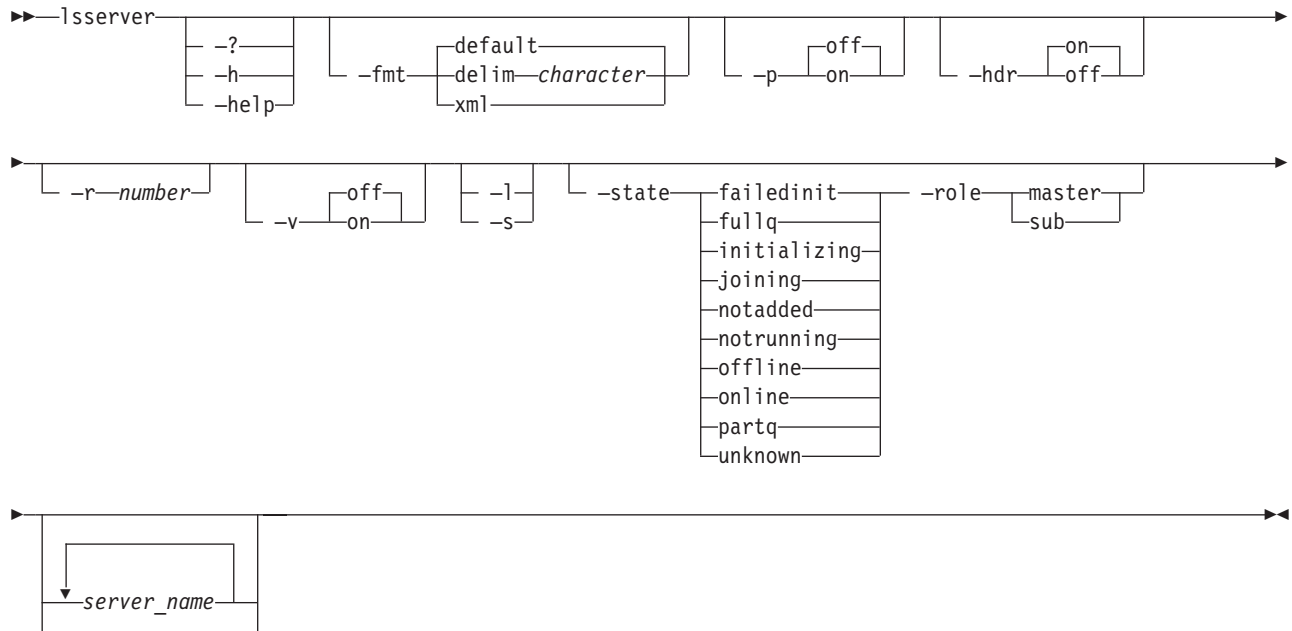 lsserver
–?
–h
–help
–fmt default
delim character
xml
–p off
on
–hdr on
off
–r number
–v off
on
–l
–s
–state failedinit
fullq
initializing
joining
notadded
notrunning
offline
online
partq
unknown
–role master
sub
server_name